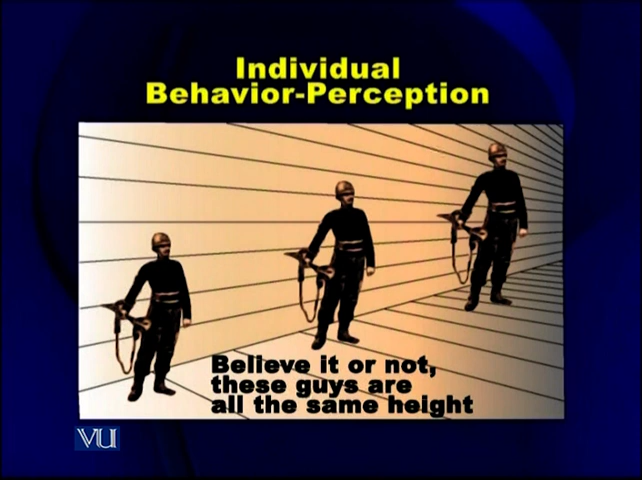 Individual
Behavior-Perception
Believe it or not,
these guys are
all the same height
VU